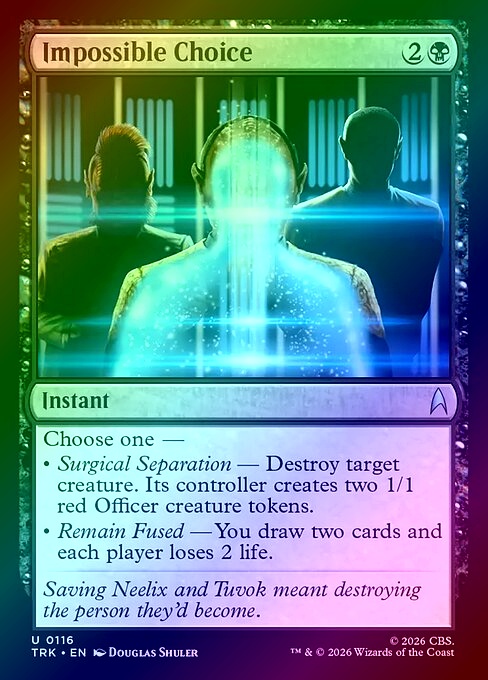 Impossible Choice 2
Instant
Choose one —
• Surgical Separation — Destroy target
creature. Its controller creates two 1/1
red Officer creature tokens.
• Remain Fused — You draw two cards and
each player loses 2 life.
Saving Neelix and Tuvok meant destroying
the person they'd become.
U 0116 © 2026 CBS.
TRK • EN Douglas Shuler ™ & © 2026 Wizards of the Coast